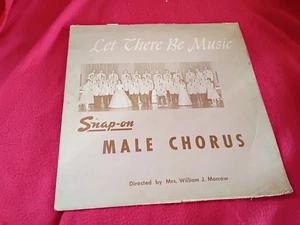 Let There Be Music
Snap-on
MALE CHORUS
Directed by Mrs. William J. Morrow